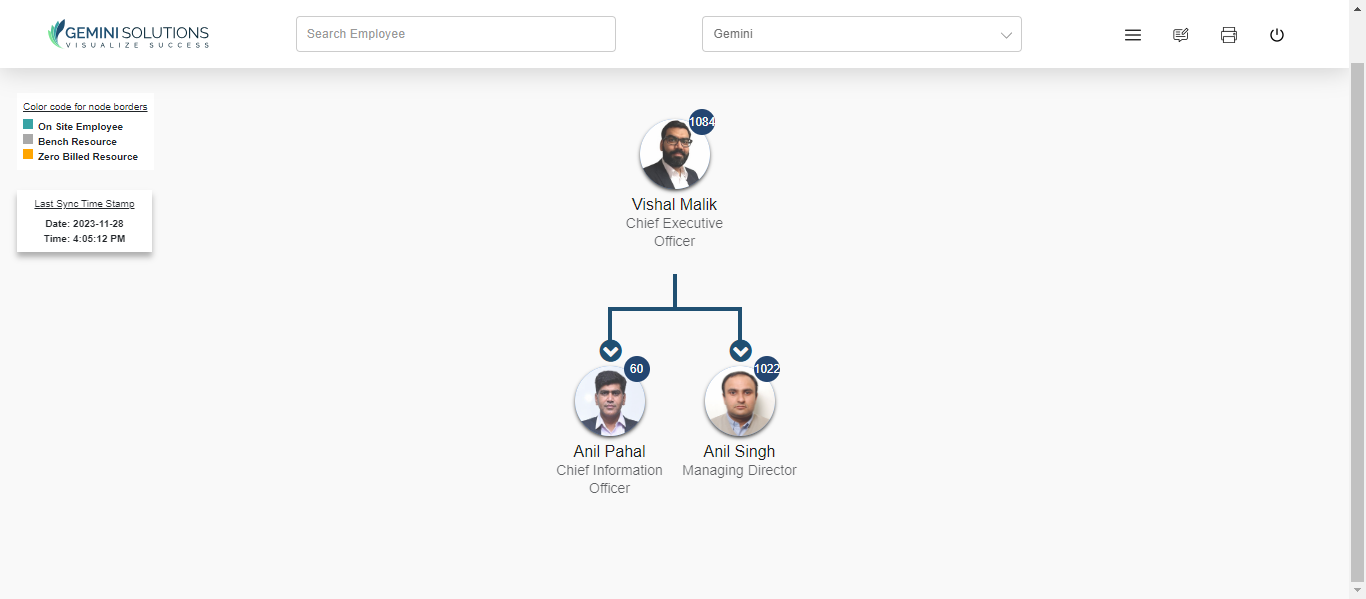 GEMINI SOLUTIONS
VISUALIZE SUCCESS
Search Employee
Gemini
Color code for node borders
On Site Employee
Bench Resource
Zero Billed Resource
Last Sync Time Stamp
Date: 2023-11-28
Time: 4:05:12 PM
1084
Vishal Malik
Chief Executive
Officer
60
Anil Pahal
Chief Information
Officer
1022
Anil Singh
Managing Director